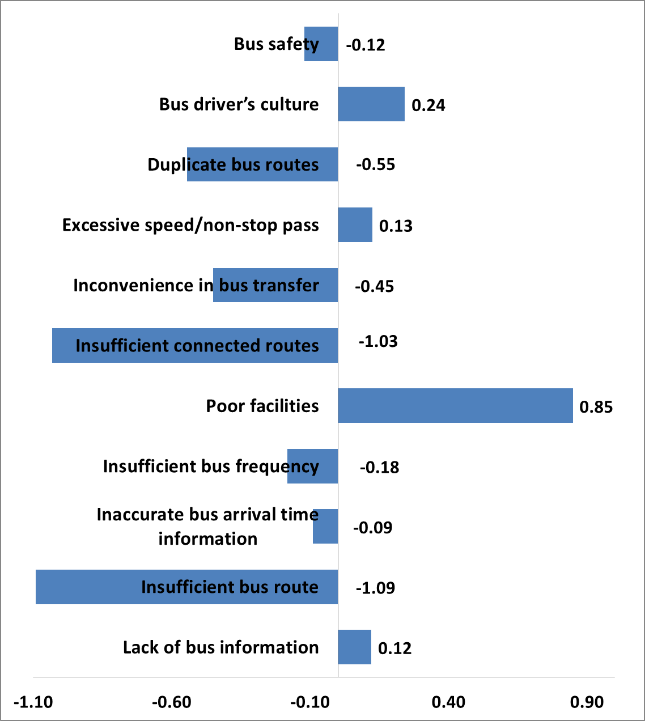 Bus safety -0.12
Bus driver’s culture 0.24
Duplicate bus routes -0.55
Excessive speed/non-stop pass 0.13
Inconvenience in bus transfer -0.45
Insufficient connected routes -1.03
Poor facilities 0.85
Insufficient bus frequency -0.18
Inaccurate bus arrival time
information -0.09
Insufficient bus route -1.09
Lack of bus information 0.12
-1.10 -0.60 -0.10 0.40 0.90